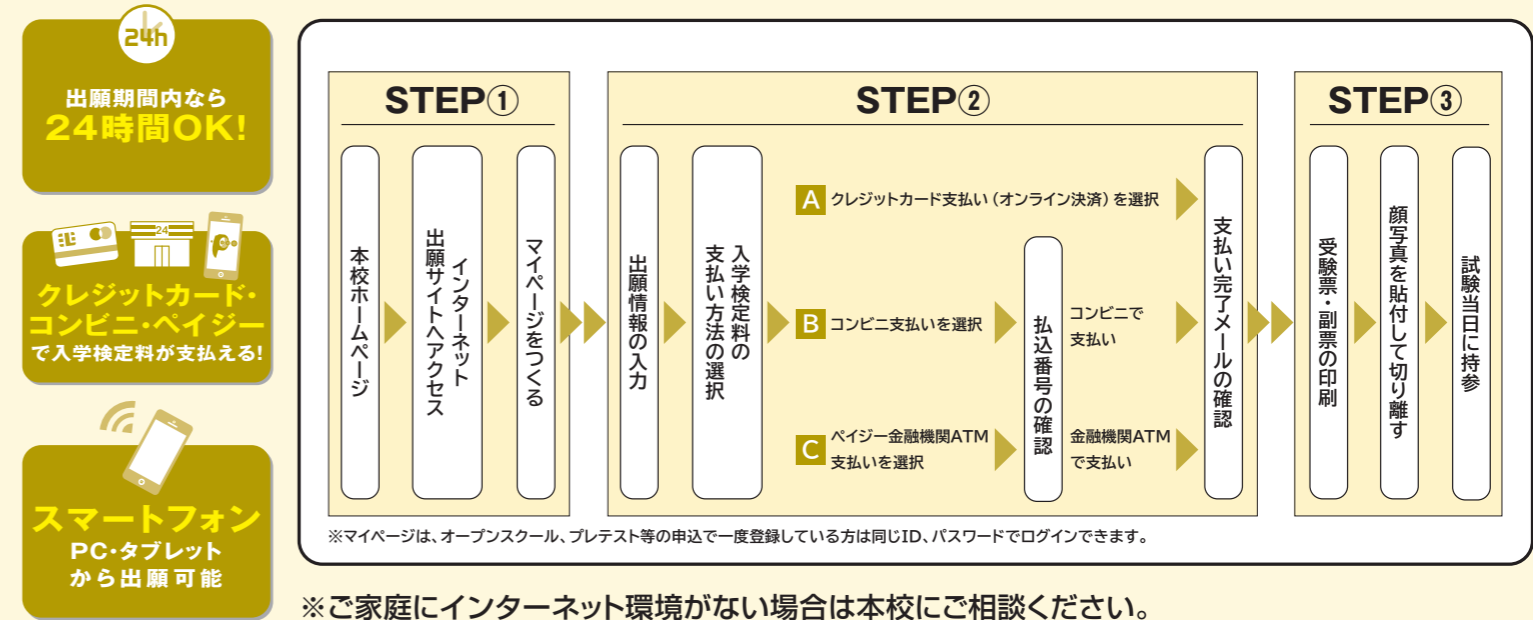 24h
出願期間内なら
24時間OK!
24
クレジットカード・
コンビニ・ペイジー
で入学検定料が支払える!
スマートフォン
PC・タブレット
から出願可能
STEP①
本校ホームページ
インターネット
出願サイトへアクセス
マイページをつくる
STEP②
出願情報の入力
入学検定料の
支払い方法の選択
A クレジットカード支払い（オンライン決済）を選択
B コンビニ支払いを選択
C ペイジー金融機関ATM
支払いを選択
払込番号の確認
コンビニで
支払い
金融機関ATM
で支払い
支払い完了メールの確認
STEP③
受験票・副票の印刷
顔写真を貼付して切り離す
試験当日に持参
※マイページは、オープンスクール、プレテスト等の申込で一度登録している方は同じID、パスワードでログインできます。
※ご家庭にインターネット環境がない場合は本校にご相談ください。